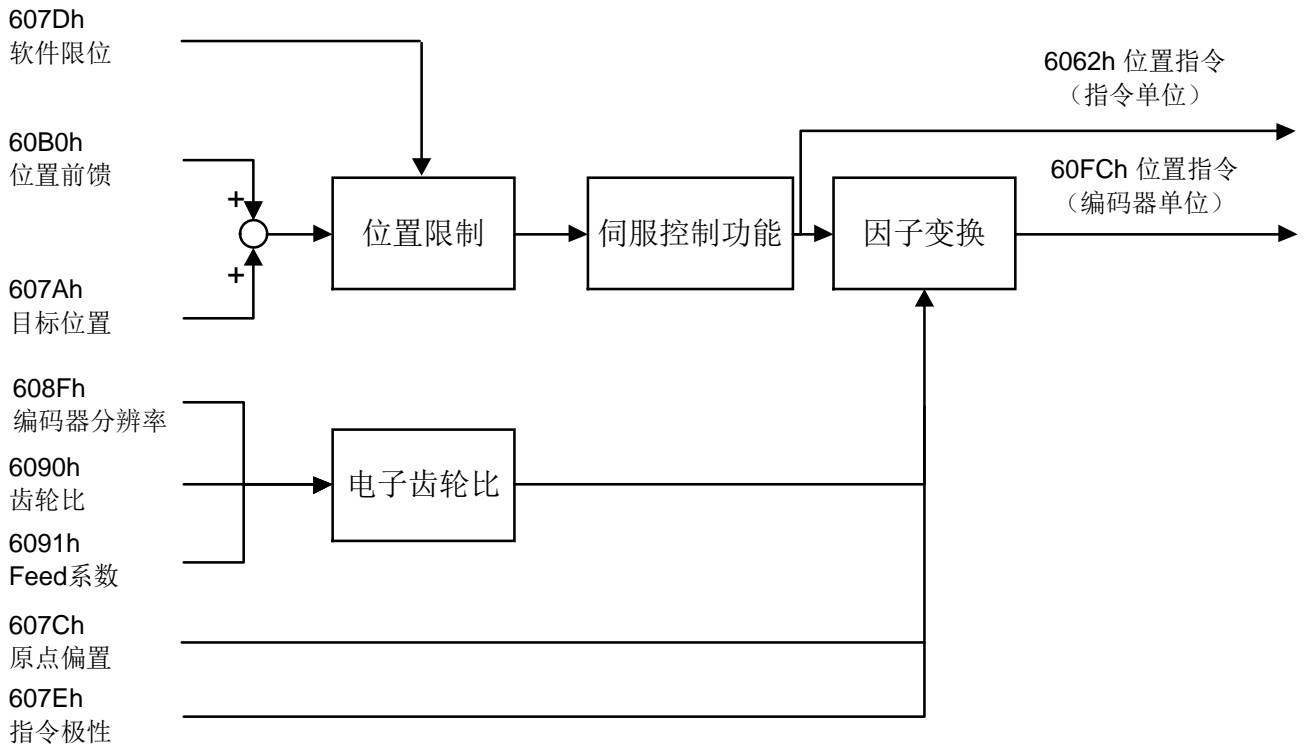 607Dh
软件限位
60B0h
位置前馈
607Ah
目标位置
+
+
位置限制
伺服控制功能
因子变换
6062h 位置指令
（指令单位）
60FCh 位置指令
（编码器单位）
608Fh
编码器分辨率
6090h
齿轮比
6091h
Feed系数
电子齿轮比
607Ch
原点偏置
607Eh
指令极性